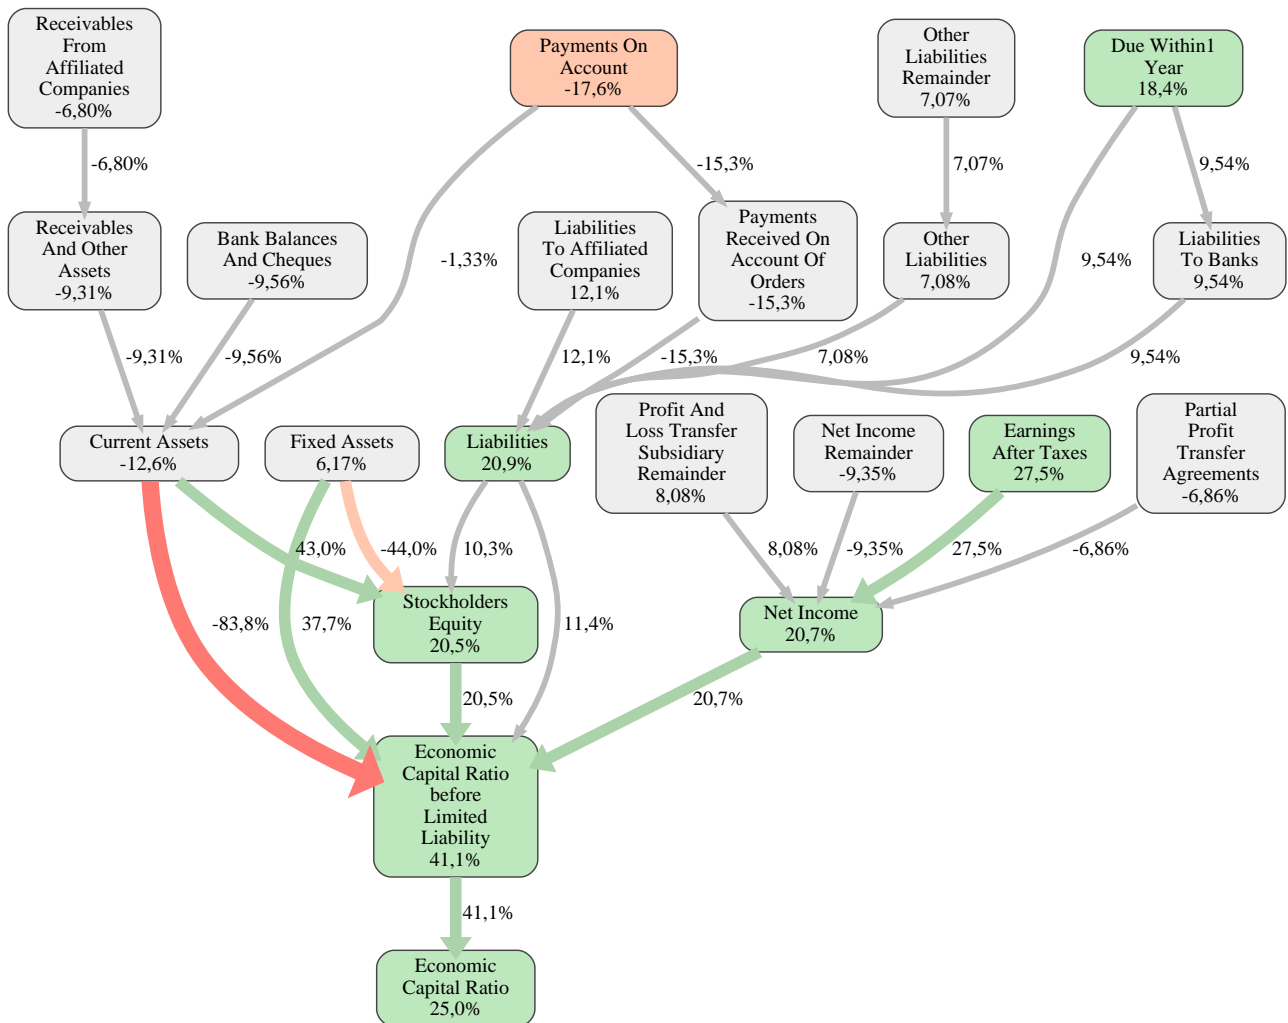 Receivables
From
Affiliated
Companies
-6,80%
Payments On
Account
-17,6%
Other
Liabilities
Remainder
7,07%
Due Within1
Year
18,4%
-6,80%
-15,3%
7,07%
9,54%
Receivables
And Other
Assets
-9,31%
Bank Balances
And Cheques
-9,56%
-1,33%
Liabilities
To Affiliated
Companies
12,1%
Payments
Received On
Account Of
Orders
-15,3%
Other
Liabilities
7,08%
9,54%
Liabilities
To Banks
9,54%
-9,31%
-9,56%
12,1%
-15,3%
7,08%
9,54%
Current Assets
-12,6%
Fixed Assets
6,17%
Liabilities
20,9%
Profit And
Loss Transfer
Subsidiary
Remainder
8,08%
Net Income
Remainder
-9,35%
Earnings
After Taxes
27,5%
Partial
Profit
Transfer
Agreements
-6,86%
43,0%
-44,0%
10,3%
8,08%
-9,35%
27,5%
-6,86%
-83,8%
37,7%
Stockholders
Equity
20,5%
11,4%
Net Income
20,7%
20,5%
20,7%
Economic
Capital Ratio
before
Limited
Liability
41,1%
41,1%
Economic
Capital Ratio
25,0%